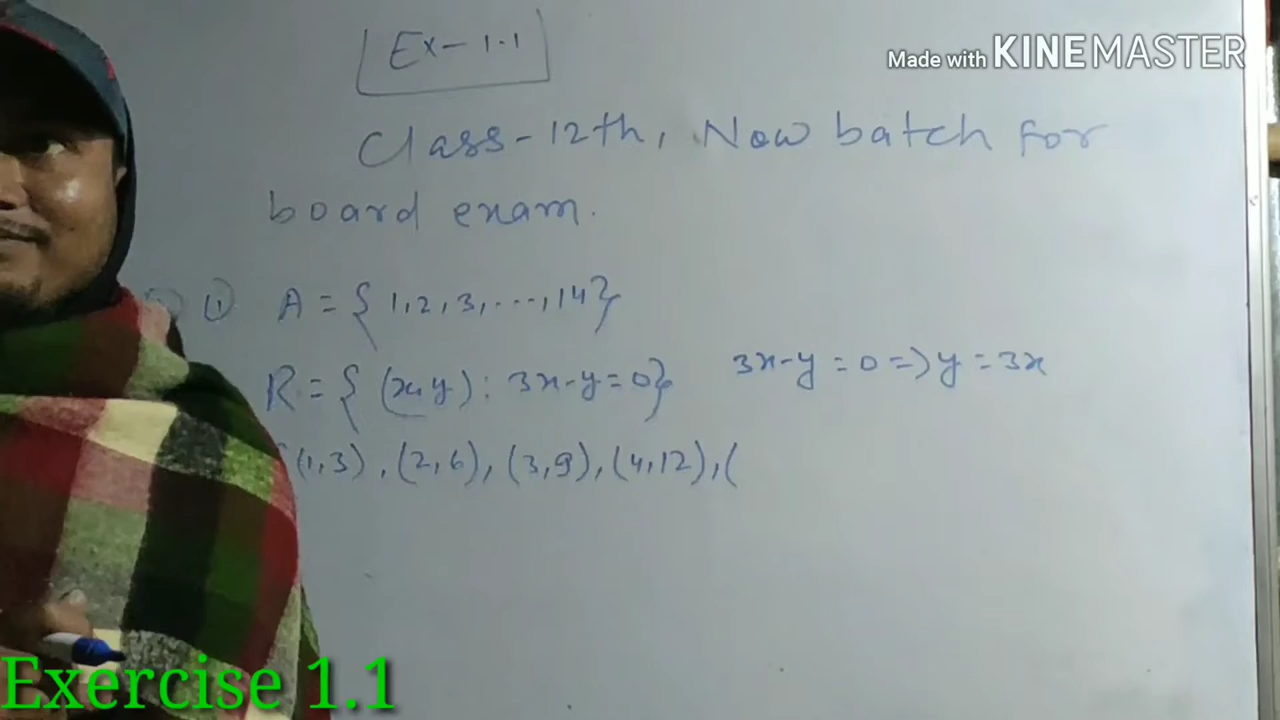 Ex-1.1
Made with KINEMASTER
Class-12th, Now batch for
board exam.
(1) A = { 1,2,3,...,14}
R = { (x,y) : 3x-y=0} 3x-y = 0 => y = 3x
{(1,3), (2,6), (3,9), (4,12), (
Exercise 1.1